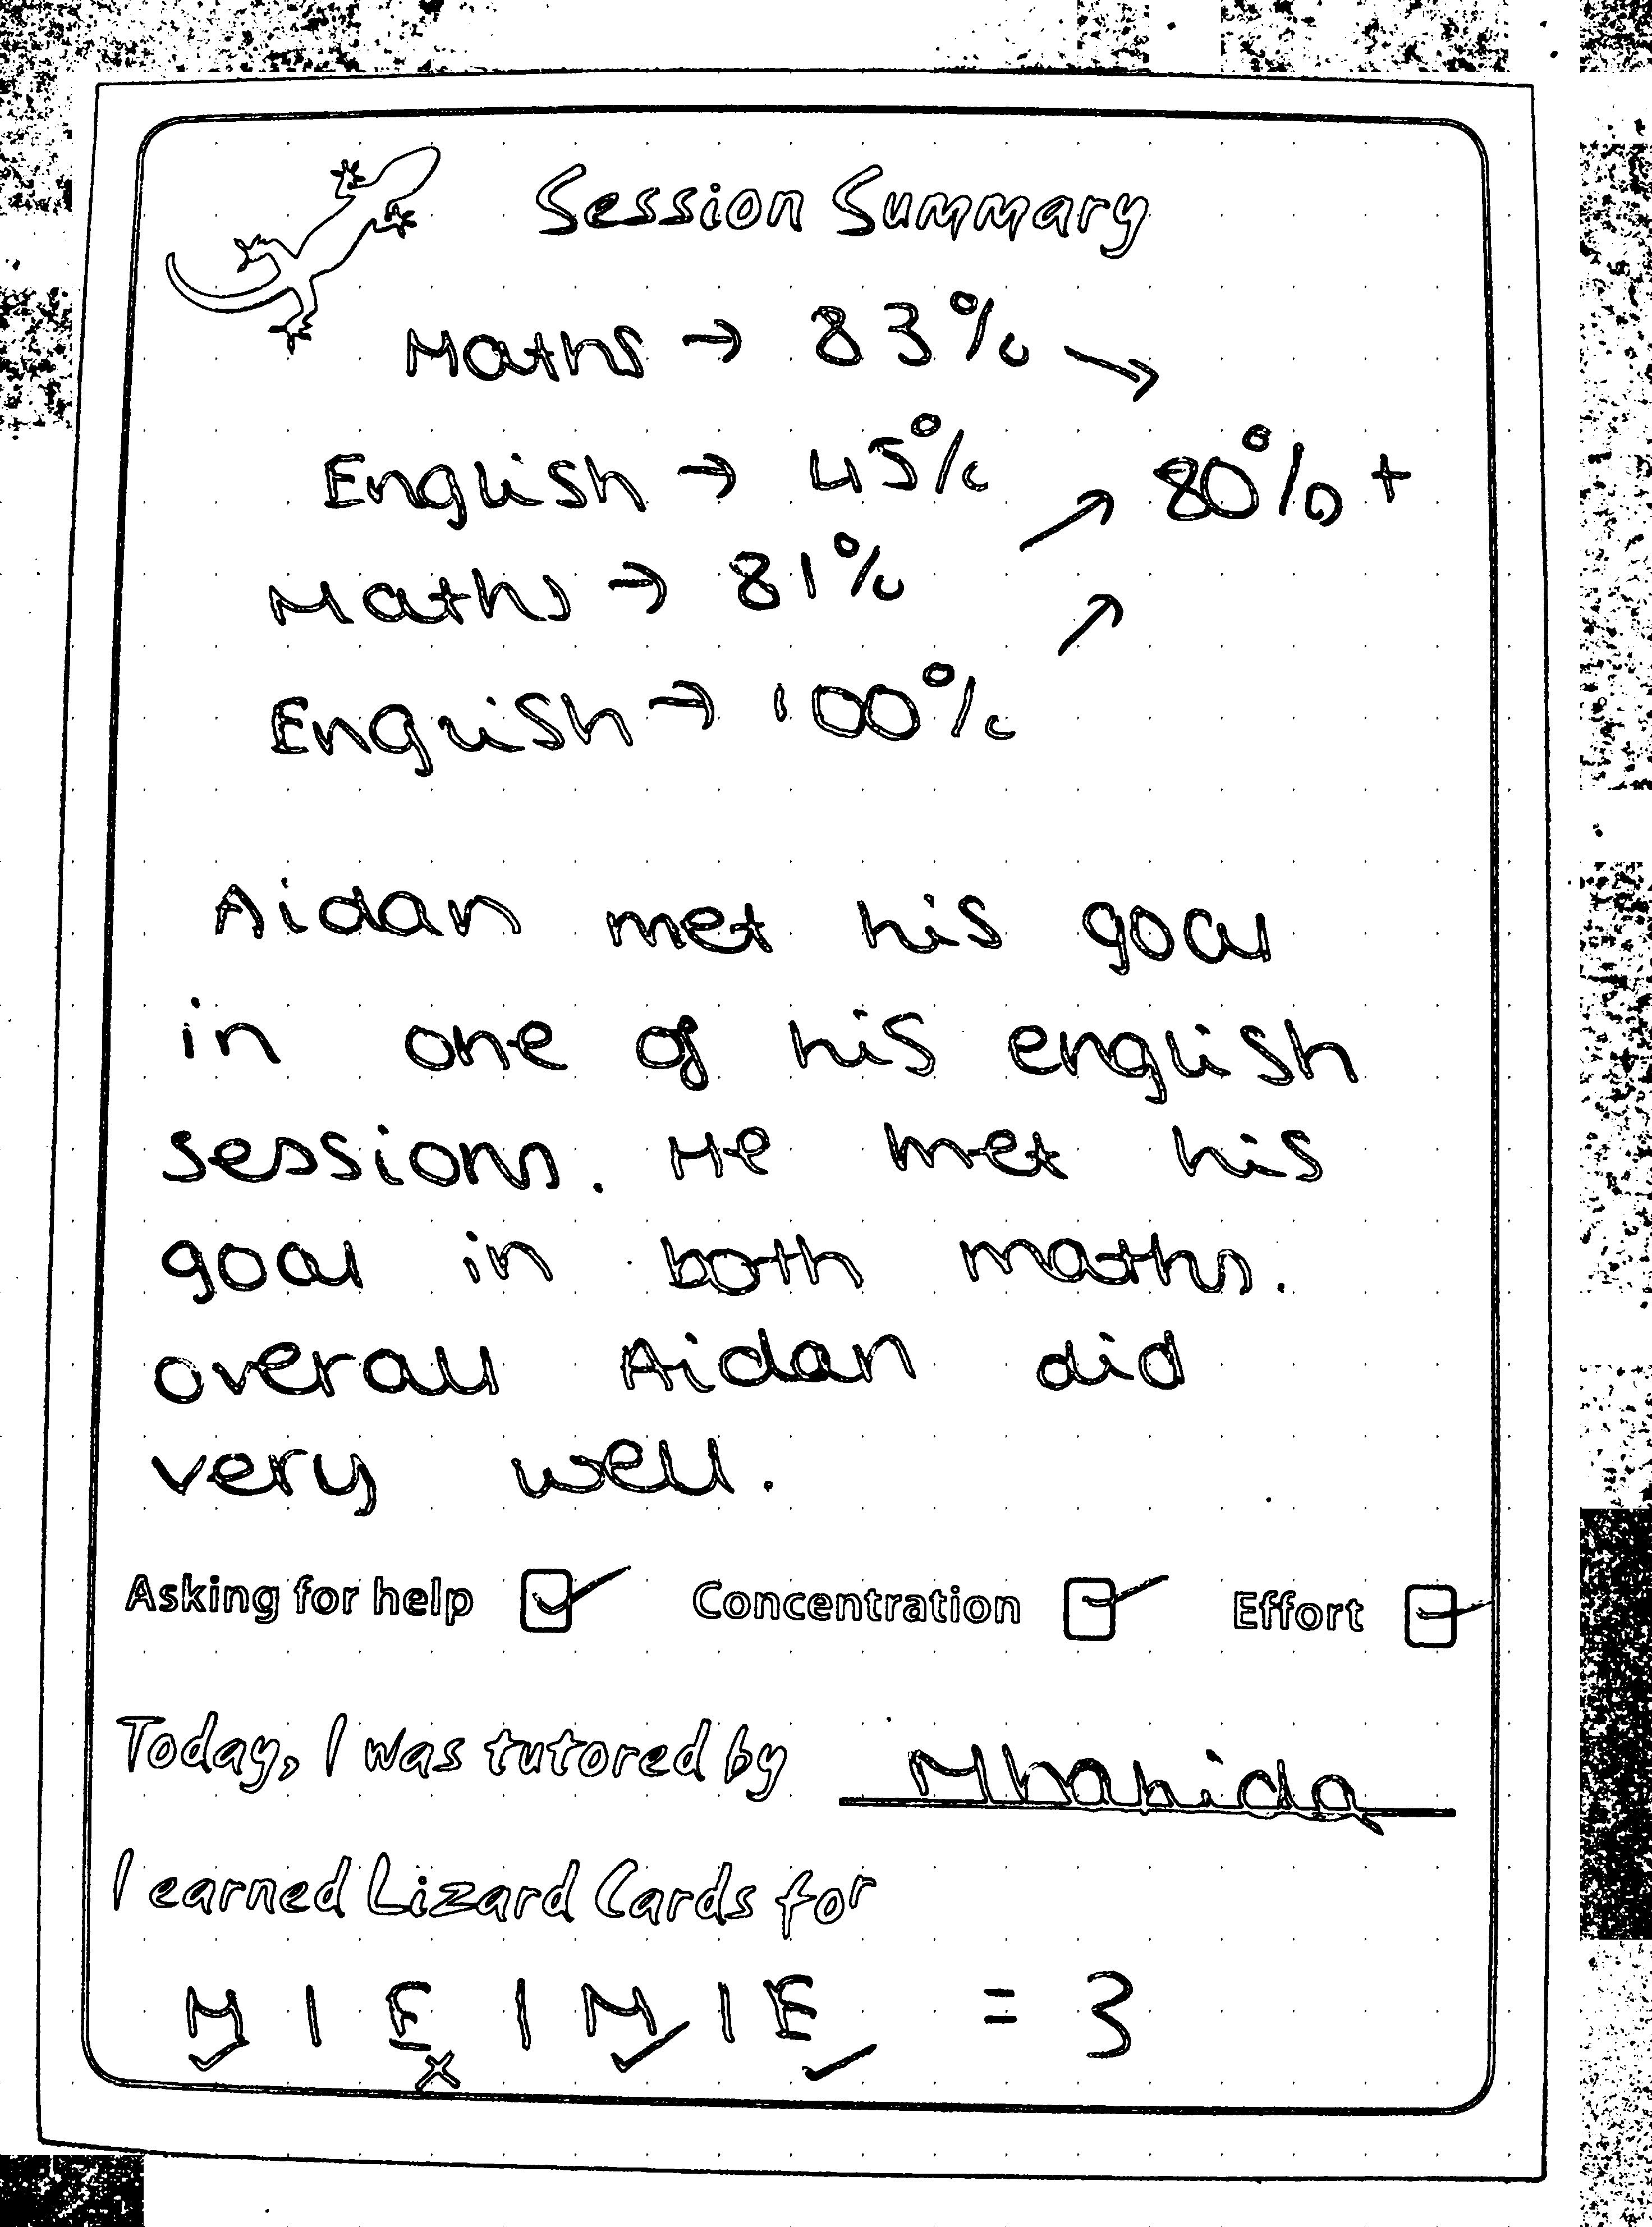 Session Summary
Maths → 83%
English → 45% 80% +
Maths → 81%
English → 100%
Aidan met his goal
in one of his english
sessions. He met his
goal in both maths.
overall Aidan did
very well.
Asking for help Concentration Effort
Today, I was tutored by
I earned Lizard Cards for
M | E | M | E = 3